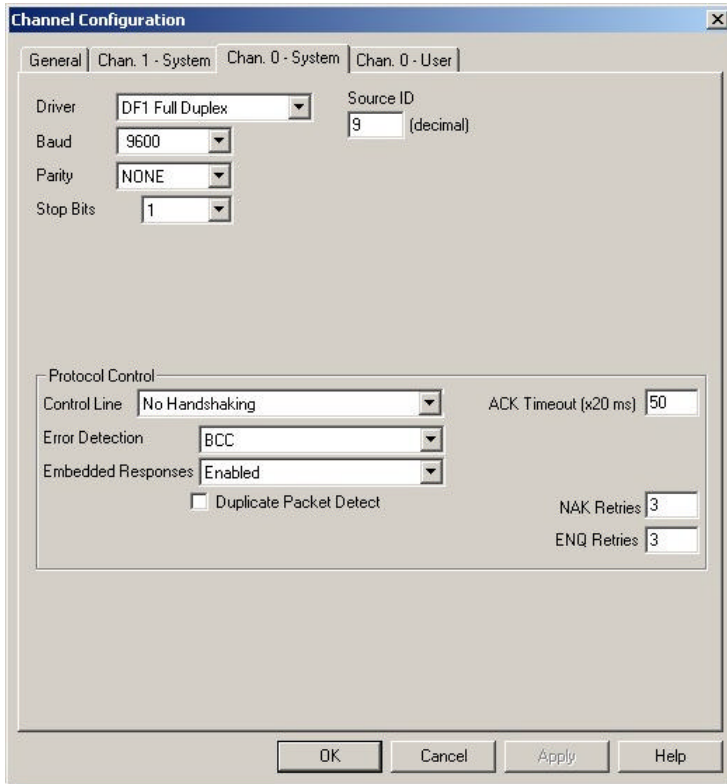 Channel Configuration
General
Chan. 1 - System
Chan. 0 - System
Chan. 0 - User
Driver DF1 Full Duplex
Source ID
9 (decimal)
Baud 9600
Parity NONE
Stop Bits 1
Protocol Control
Control Line No Handshaking
ACK Timeout (x20 ms) 50
Error Detection BCC
Embedded Responses Enabled
Duplicate Packet Detect
NAK Retries 3
ENQ Retries 3
OK
Cancel
Apply
Help